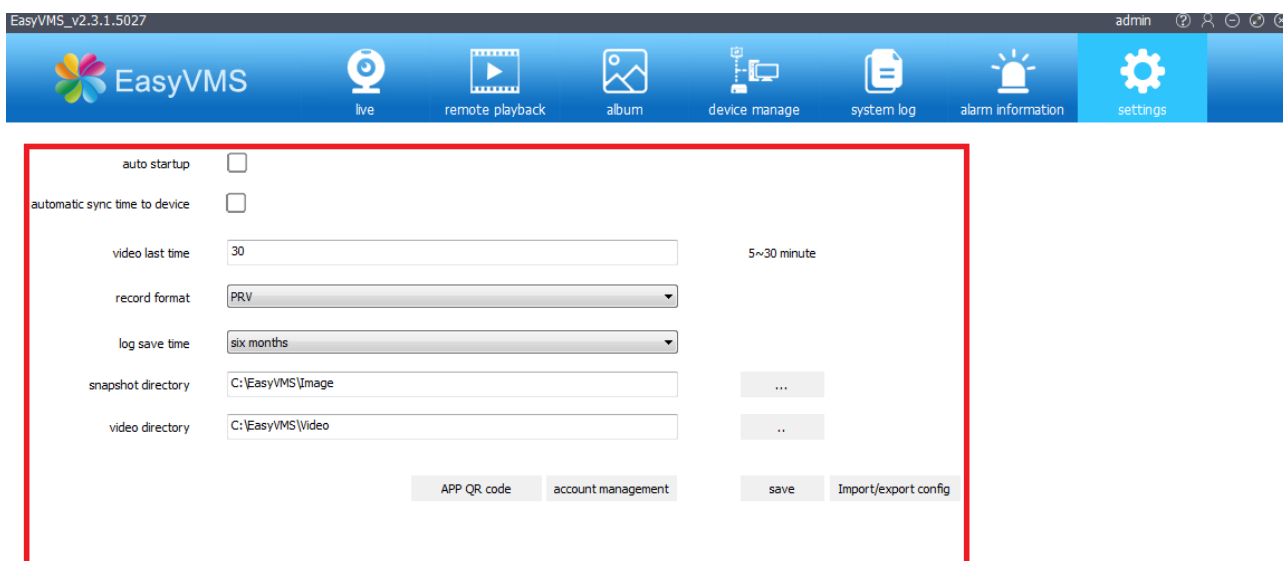 EasyVMS_v2.3.1.5027 admin
EasyVMS
live remote playback album device manage system log alarm information settings
auto startup
automatic sync time to device
video last time 30 5~30 minute
record format PRV
log save time six months
snapshot directory C:\EasyVMS\Image ...
video directory C:\EasyVMS\Video ..
APP QR code account management save Import/export config